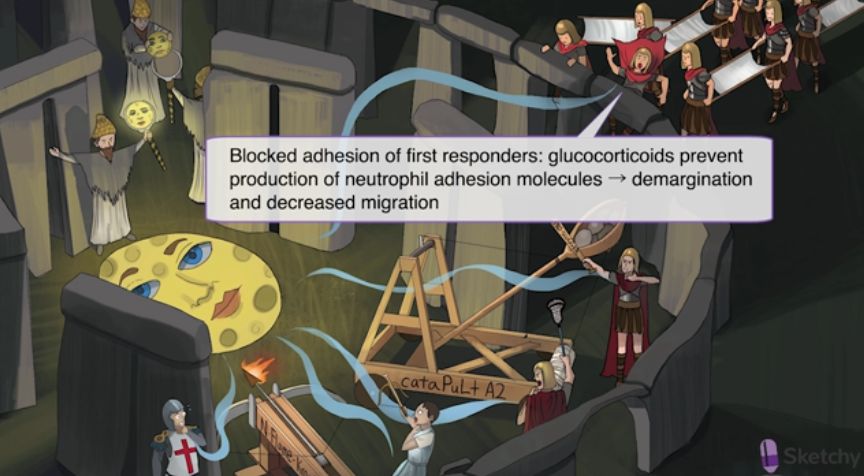 Blocked adhesion of first responders: glucocorticoids prevent
production of neutrophil adhesion molecules → demargination
and decreased migration
cataPuLt A2
Sketchy